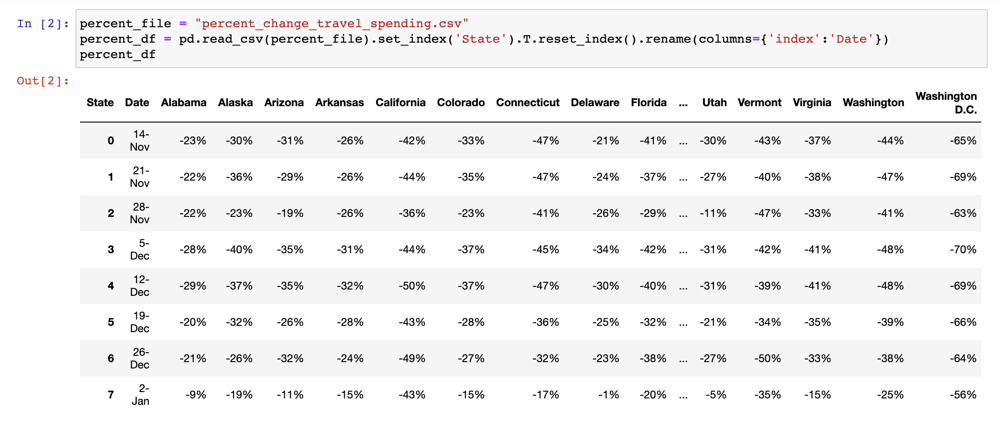 In [2]: percent_file = "percent_change_travel_spending.csv"
percent_df = pd.read_csv(percent_file).set_index('State').T.reset_index().rename(columns={'index':'Date'})
percent_df
Out[2]:
State Date Alabama Alaska Arizona Arkansas California Colorado Connecticut Delaware Florida ... Utah Vermont Virginia Washington Washington D.C.
0 14-Nov -23% -30% -31% -26% -42% -33% -47% -21% -41% ... -30% -43% -37% -44% -65%
1 21-Nov -22% -36% -29% -26% -44% -35% -47% -24% -37% ... -27% -40% -38% -47% -69%
2 28-Nov -22% -23% -19% -26% -36% -23% -41% -26% -29% ... -11% -47% -33% -41% -63%
3 5-Dec -28% -40% -35% -31% -44% -37% -45% -34% -42% ... -31% -42% -41% -48% -70%
4 12-Dec -29% -37% -35% -32% -50% -37% -47% -30% -40% ... -31% -39% -41% -48% -69%
5 19-Dec -20% -32% -26% -28% -43% -28% -36% -25% -32% ... -21% -34% -35% -39% -66%
6 26-Dec -21% -26% -32% -24% -49% -27% -32% -23% -38% ... -27% -50% -33% -38% -64%
7 2-Jan -9% -19% -11% -15% -43% -15% -17% -1% -20% ... -5% -35% -15% -25% -56%